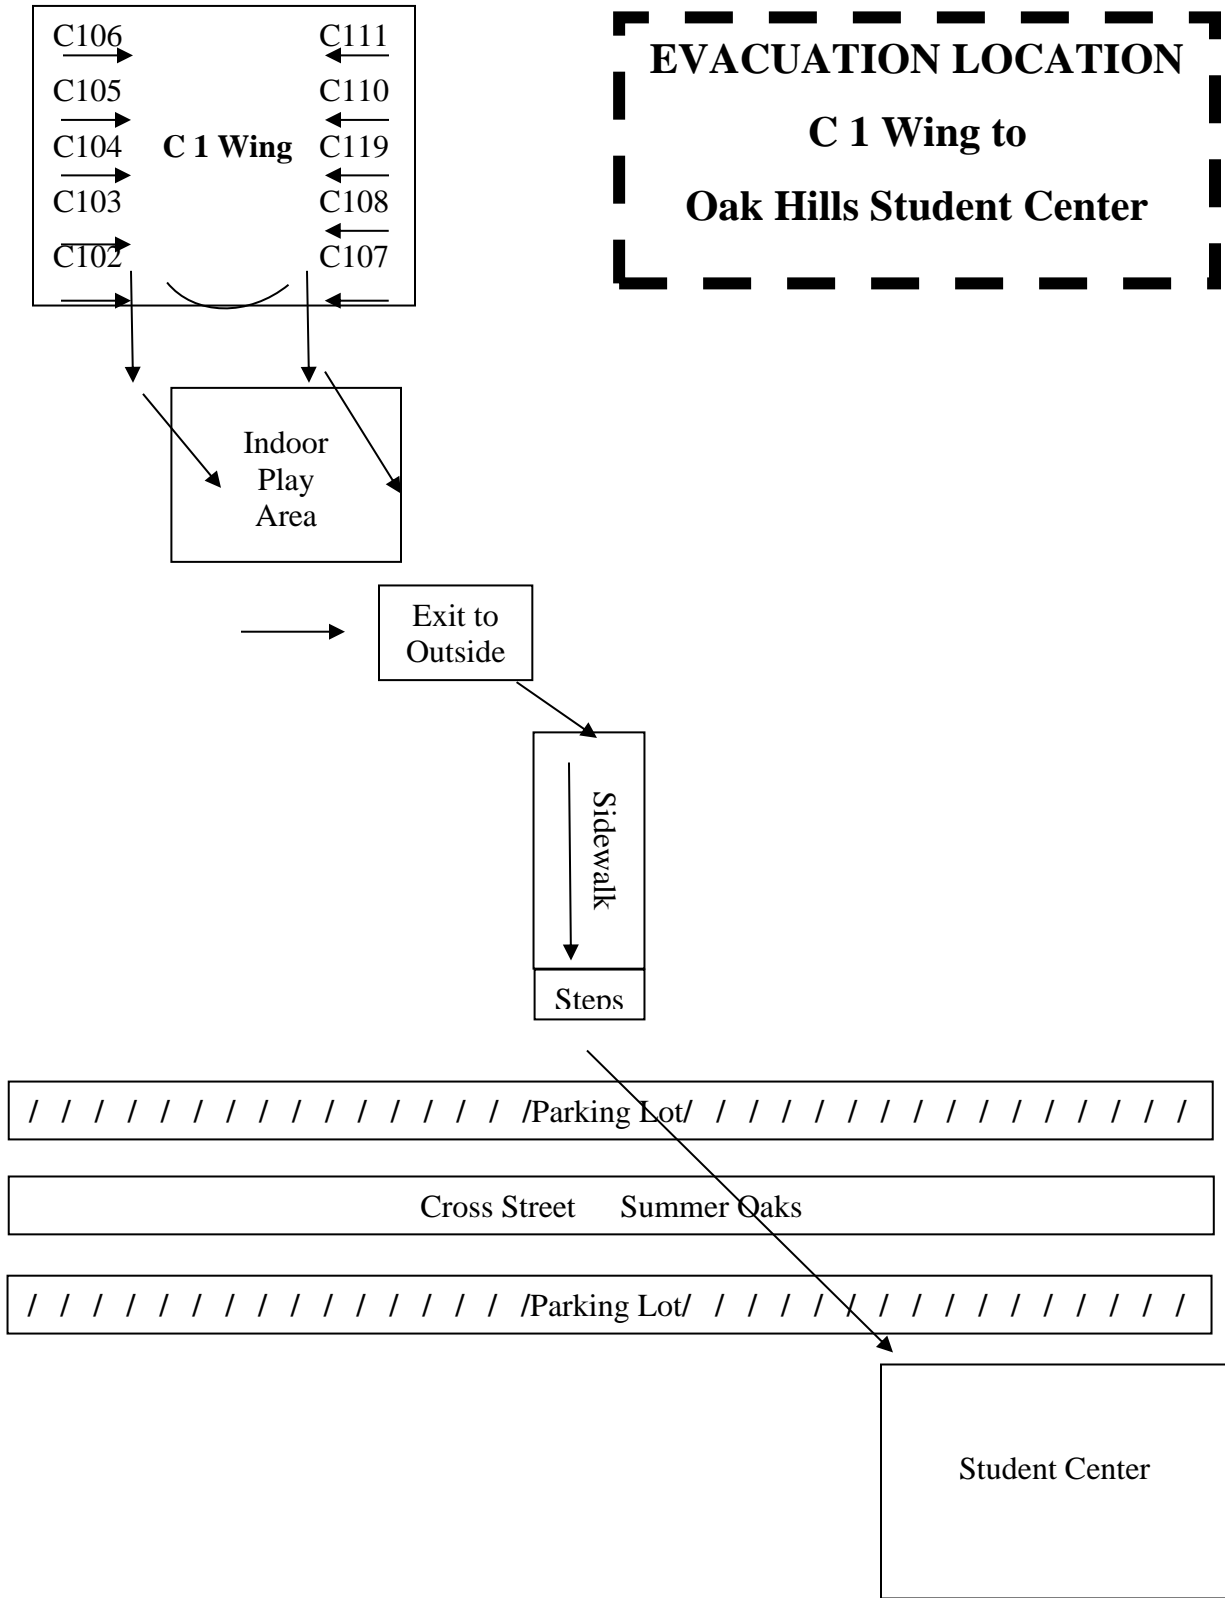 C106 C111
C105 C110
C104 C 1 Wing C119
C103 C108
C102 C107
EVACUATION LOCATION
C 1 Wing to
Oak Hills Student Center
Indoor
Play
Area
Exit to
Outside
Sidewalk
Steps
/ / / / / / / / / / / / / / / /Parking Lot/ / / / / / / / / / / / / / / /
Cross Street Summer Oaks
/ / / / / / / / / / / / / / / /Parking Lot/ / / / / / / / / / / / / / / /
Student Center